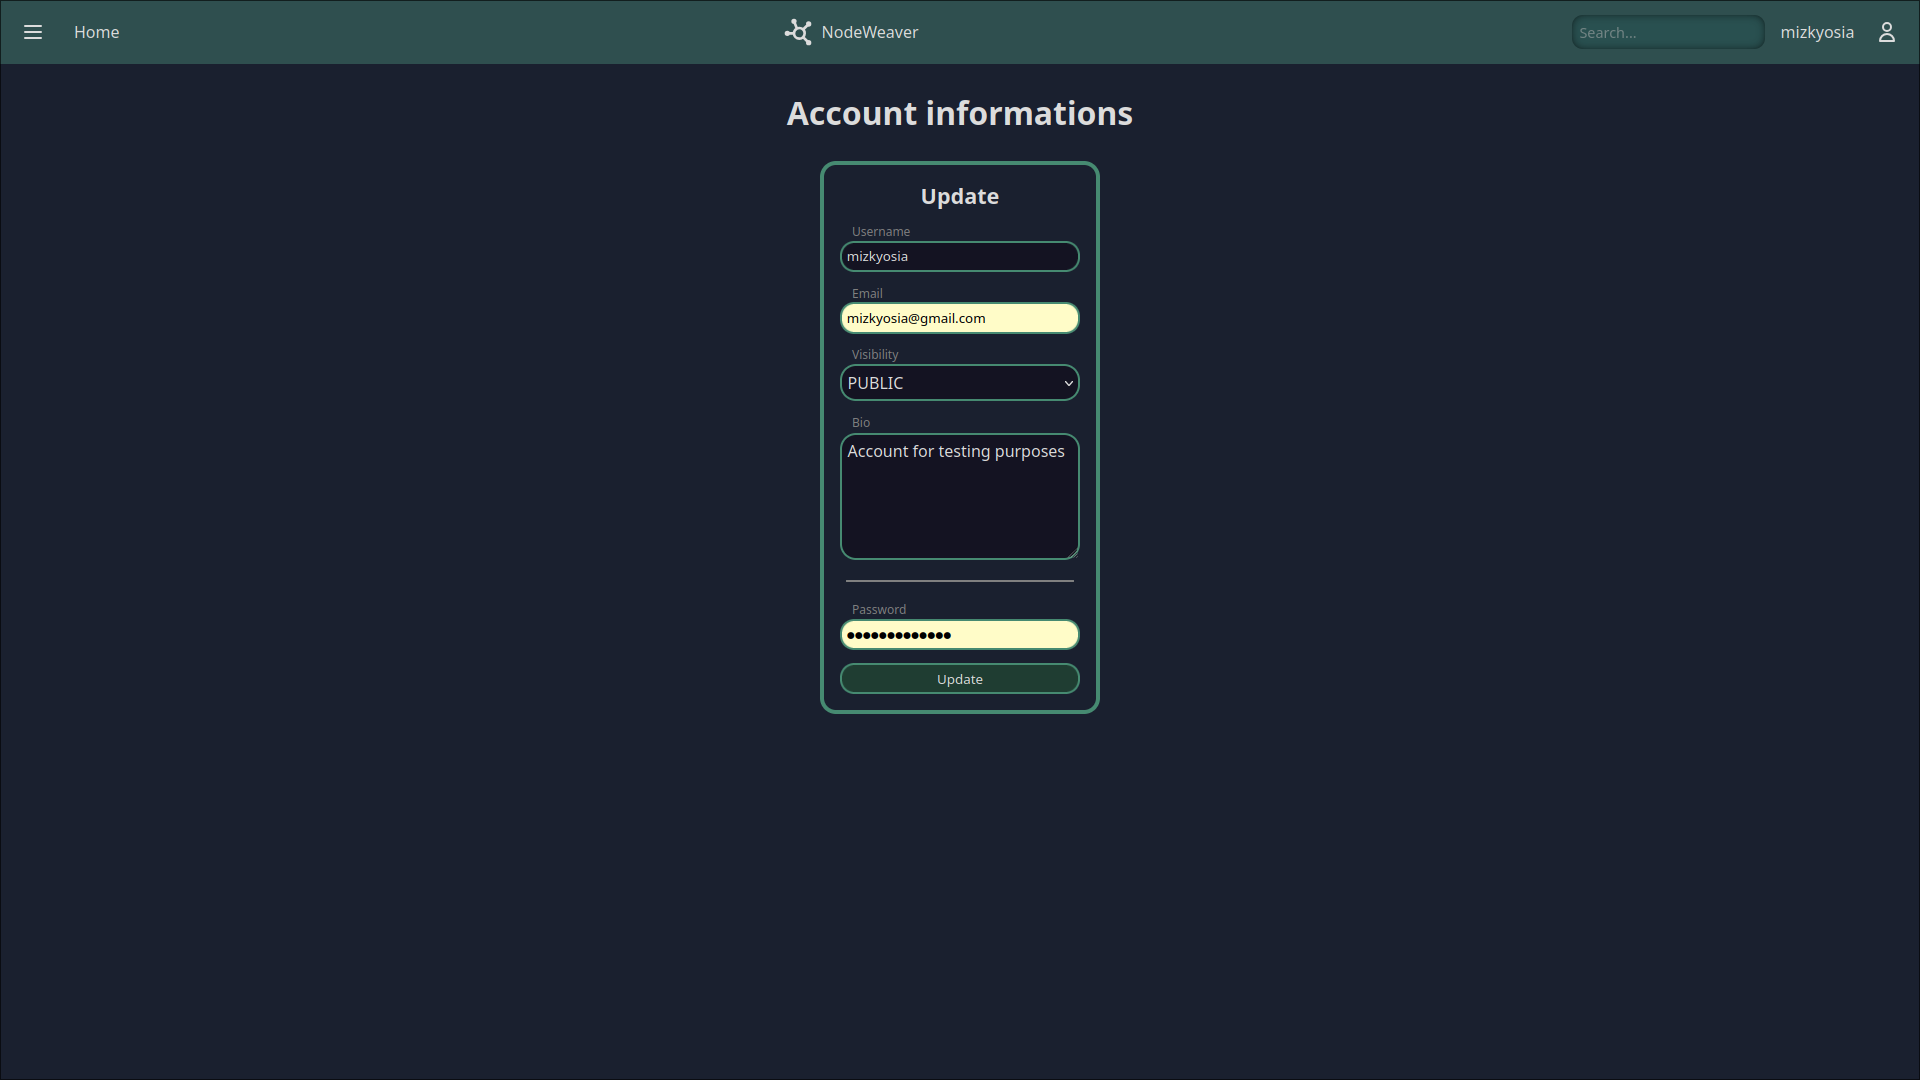 Home
NodeWeaver
Search...
mizkyosia
Account informations
Update
Username
mizkyosia
Email
mizkyosia@gmail.com
Visibility
PUBLIC
Bio
Account for testing purposes
Password
●●●●●●●●●●●●●
Update